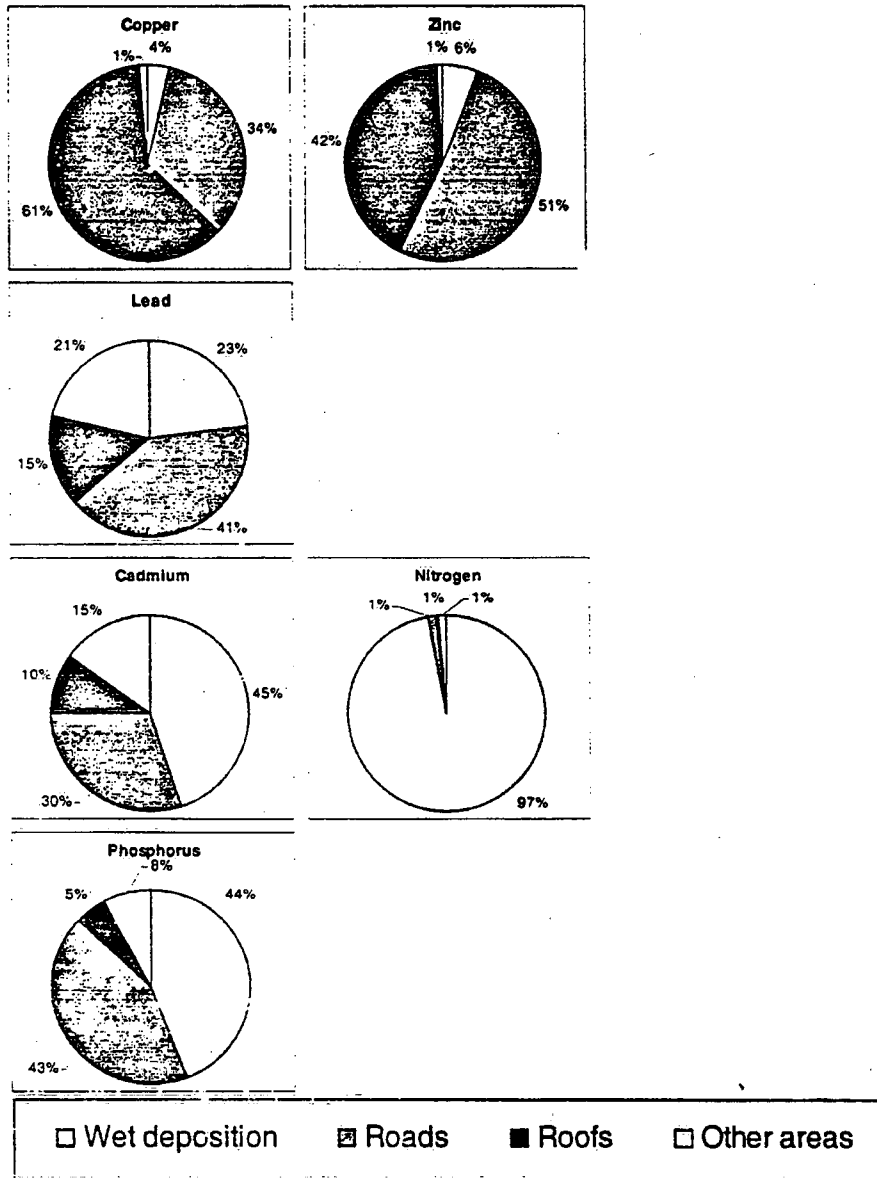 Copper
1% 4%
34%
61%
Zinc
1% 6%
42%
51%
Lead
21% 23%
15%
41%
Cadmium
15%
10%
45%
30%
Nitrogen
1% 1% 1%
97%
Phosphorus
8%
5% 44%
43%
Wet deposition Roads Roofs Other areas